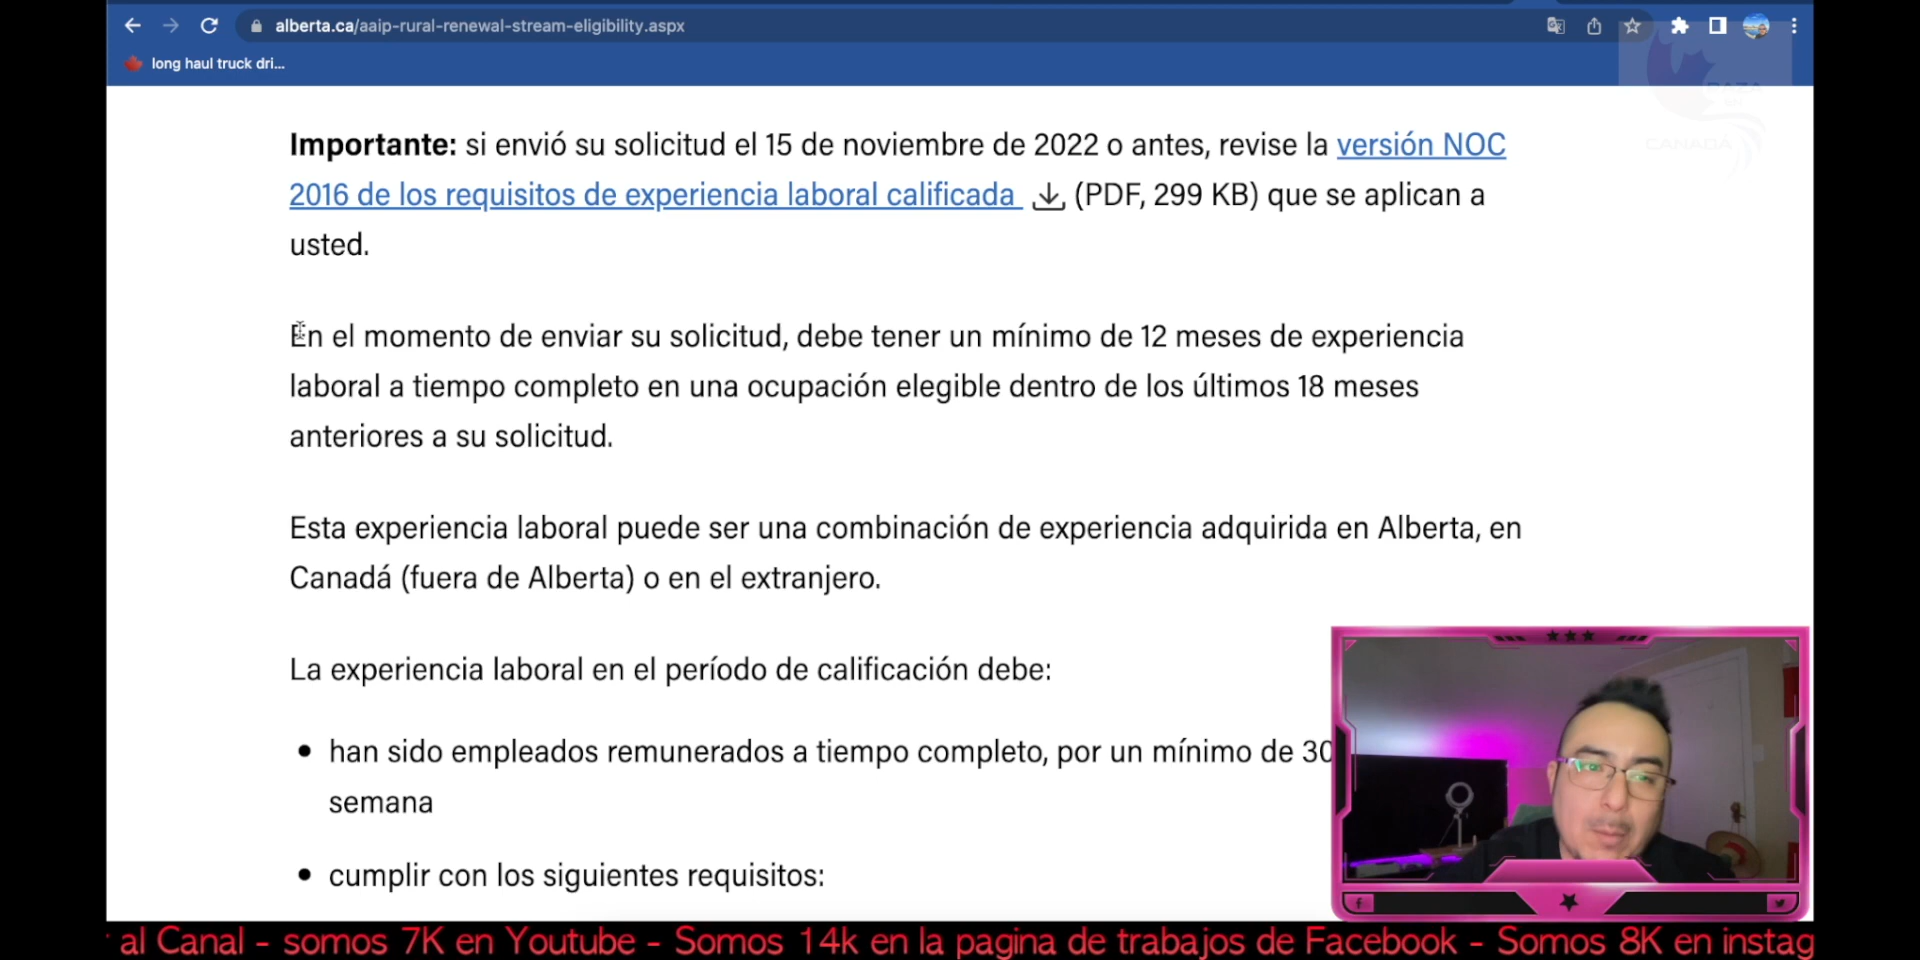 alberta.ca/aaip-rural-renewal-stream-eligibility.aspx
long haul truck dri...
CANADÁ
Importante: si envió su solicitud el 15 de noviembre de 2022 o antes, revise la versión NOC
2016 de los requisitos de experiencia laboral calificada (PDF, 299 KB) que se aplican a
usted.
En el momento de enviar su solicitud, debe tener un mínimo de 12 meses de experiencia
laboral a tiempo completo en una ocupación elegible dentro de los últimos 18 meses
anteriores a su solicitud.
Esta experiencia laboral puede ser una combinación de experiencia adquirida en Alberta, en
Canadá (fuera de Alberta) o en el extranjero.
La experiencia laboral en el período de calificación debe:
• han sido empleados remunerados a tiempo completo, por un mínimo de 30
semana
• cumplir con los siguientes requisitos:
al Canal - somos 7K en Youtube - Somos 14k en la pagina de trabajos de Facebook - Somos 8K en instag